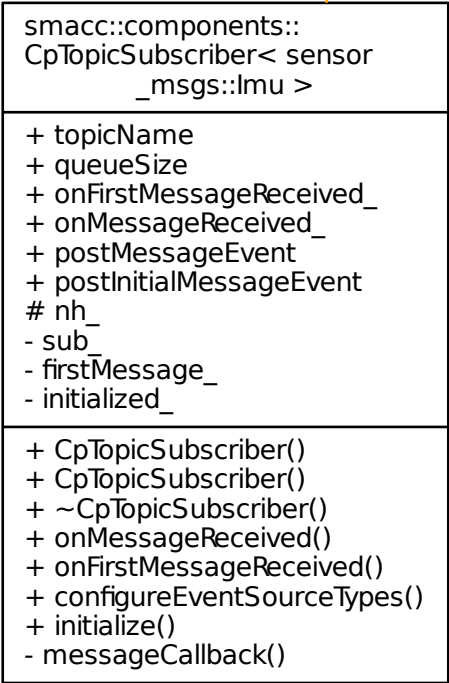 smacc::components::
CpTopicSubscriber< sensor
_msgs::Imu >
+ topicName
+ queueSize
+ onFirstMessageReceived_
+ onMessageReceived_
+ postMessageEvent
+ postInitialMessageEvent
# nh_
- sub_
- firstMessage_
- initialized_
+ CpTopicSubscriber()
+ CpTopicSubscriber()
+ ~CpTopicSubscriber()
+ onMessageReceived()
+ onFirstMessageReceived()
+ configureEventSourceTypes()
+ initialize()
- messageCallback()